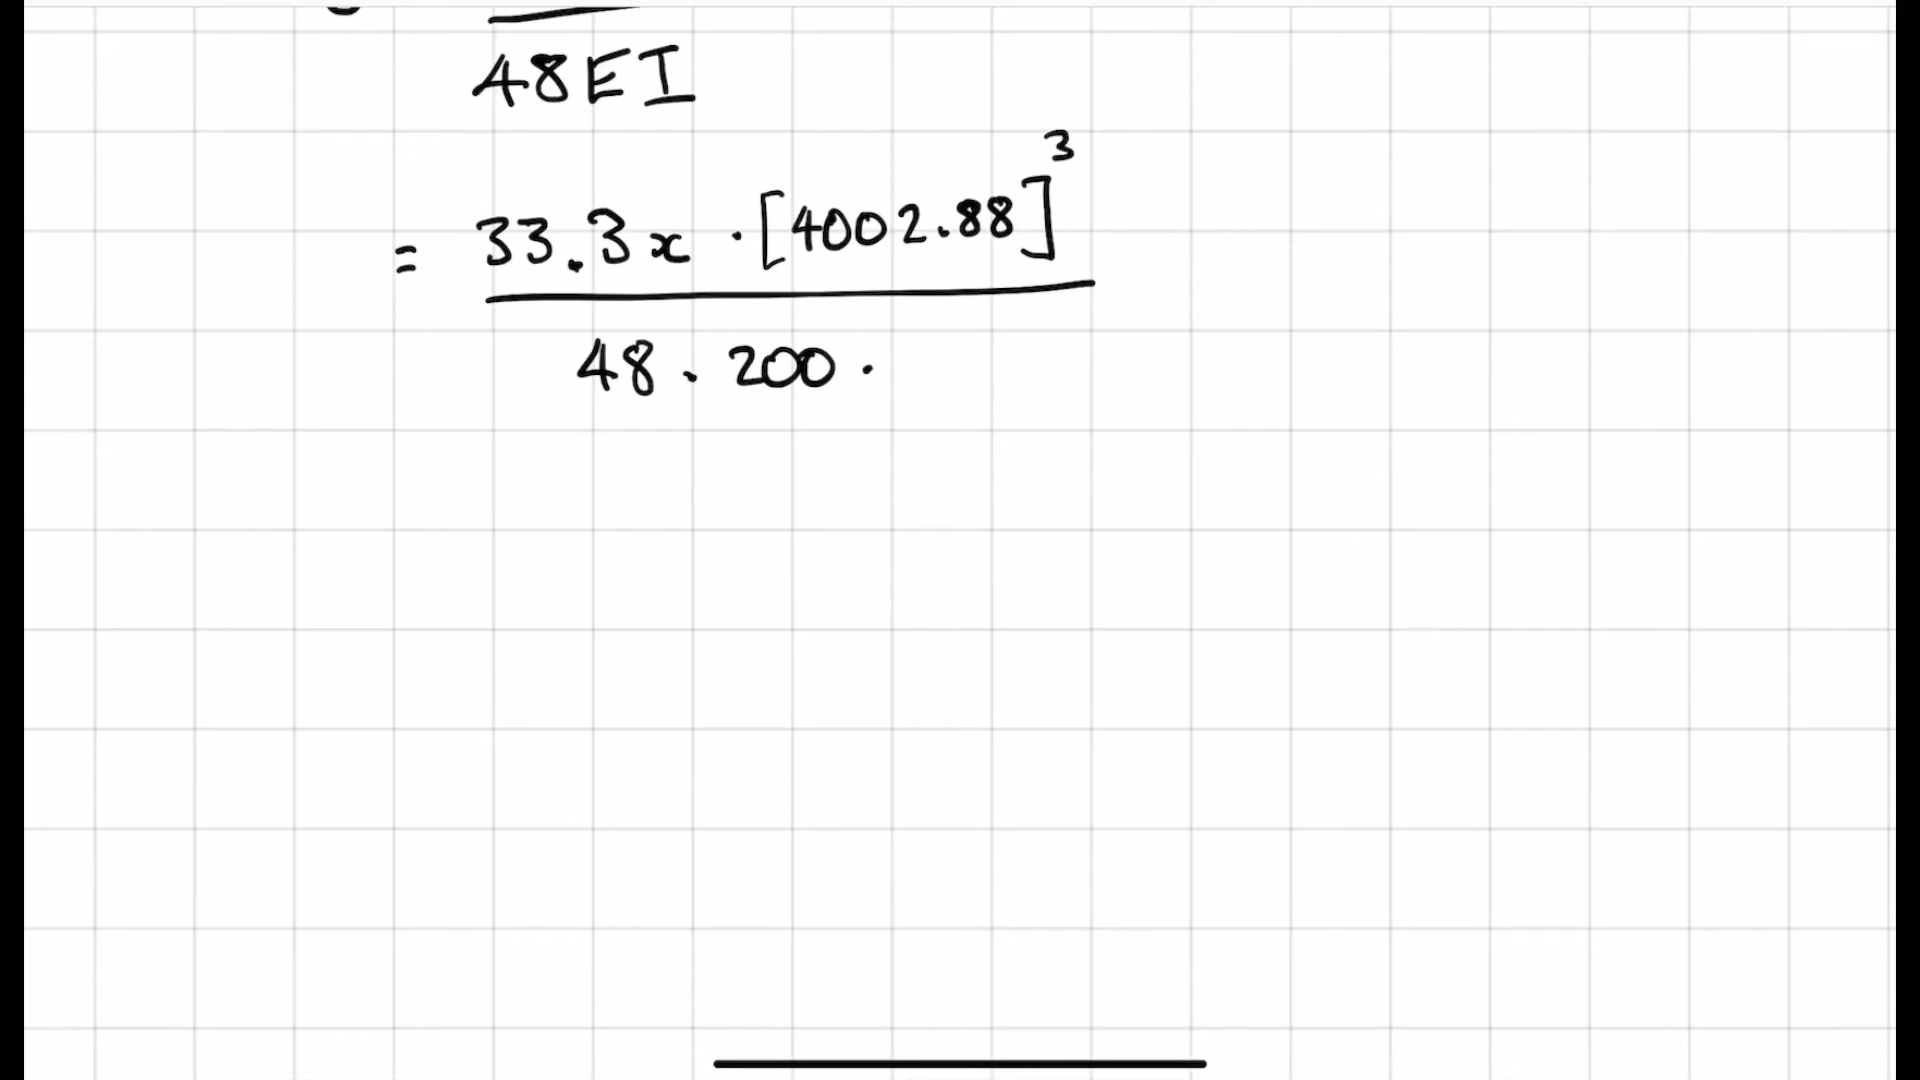 48EI
3
= 33.3x · [4002.88]
48 . 200 ·